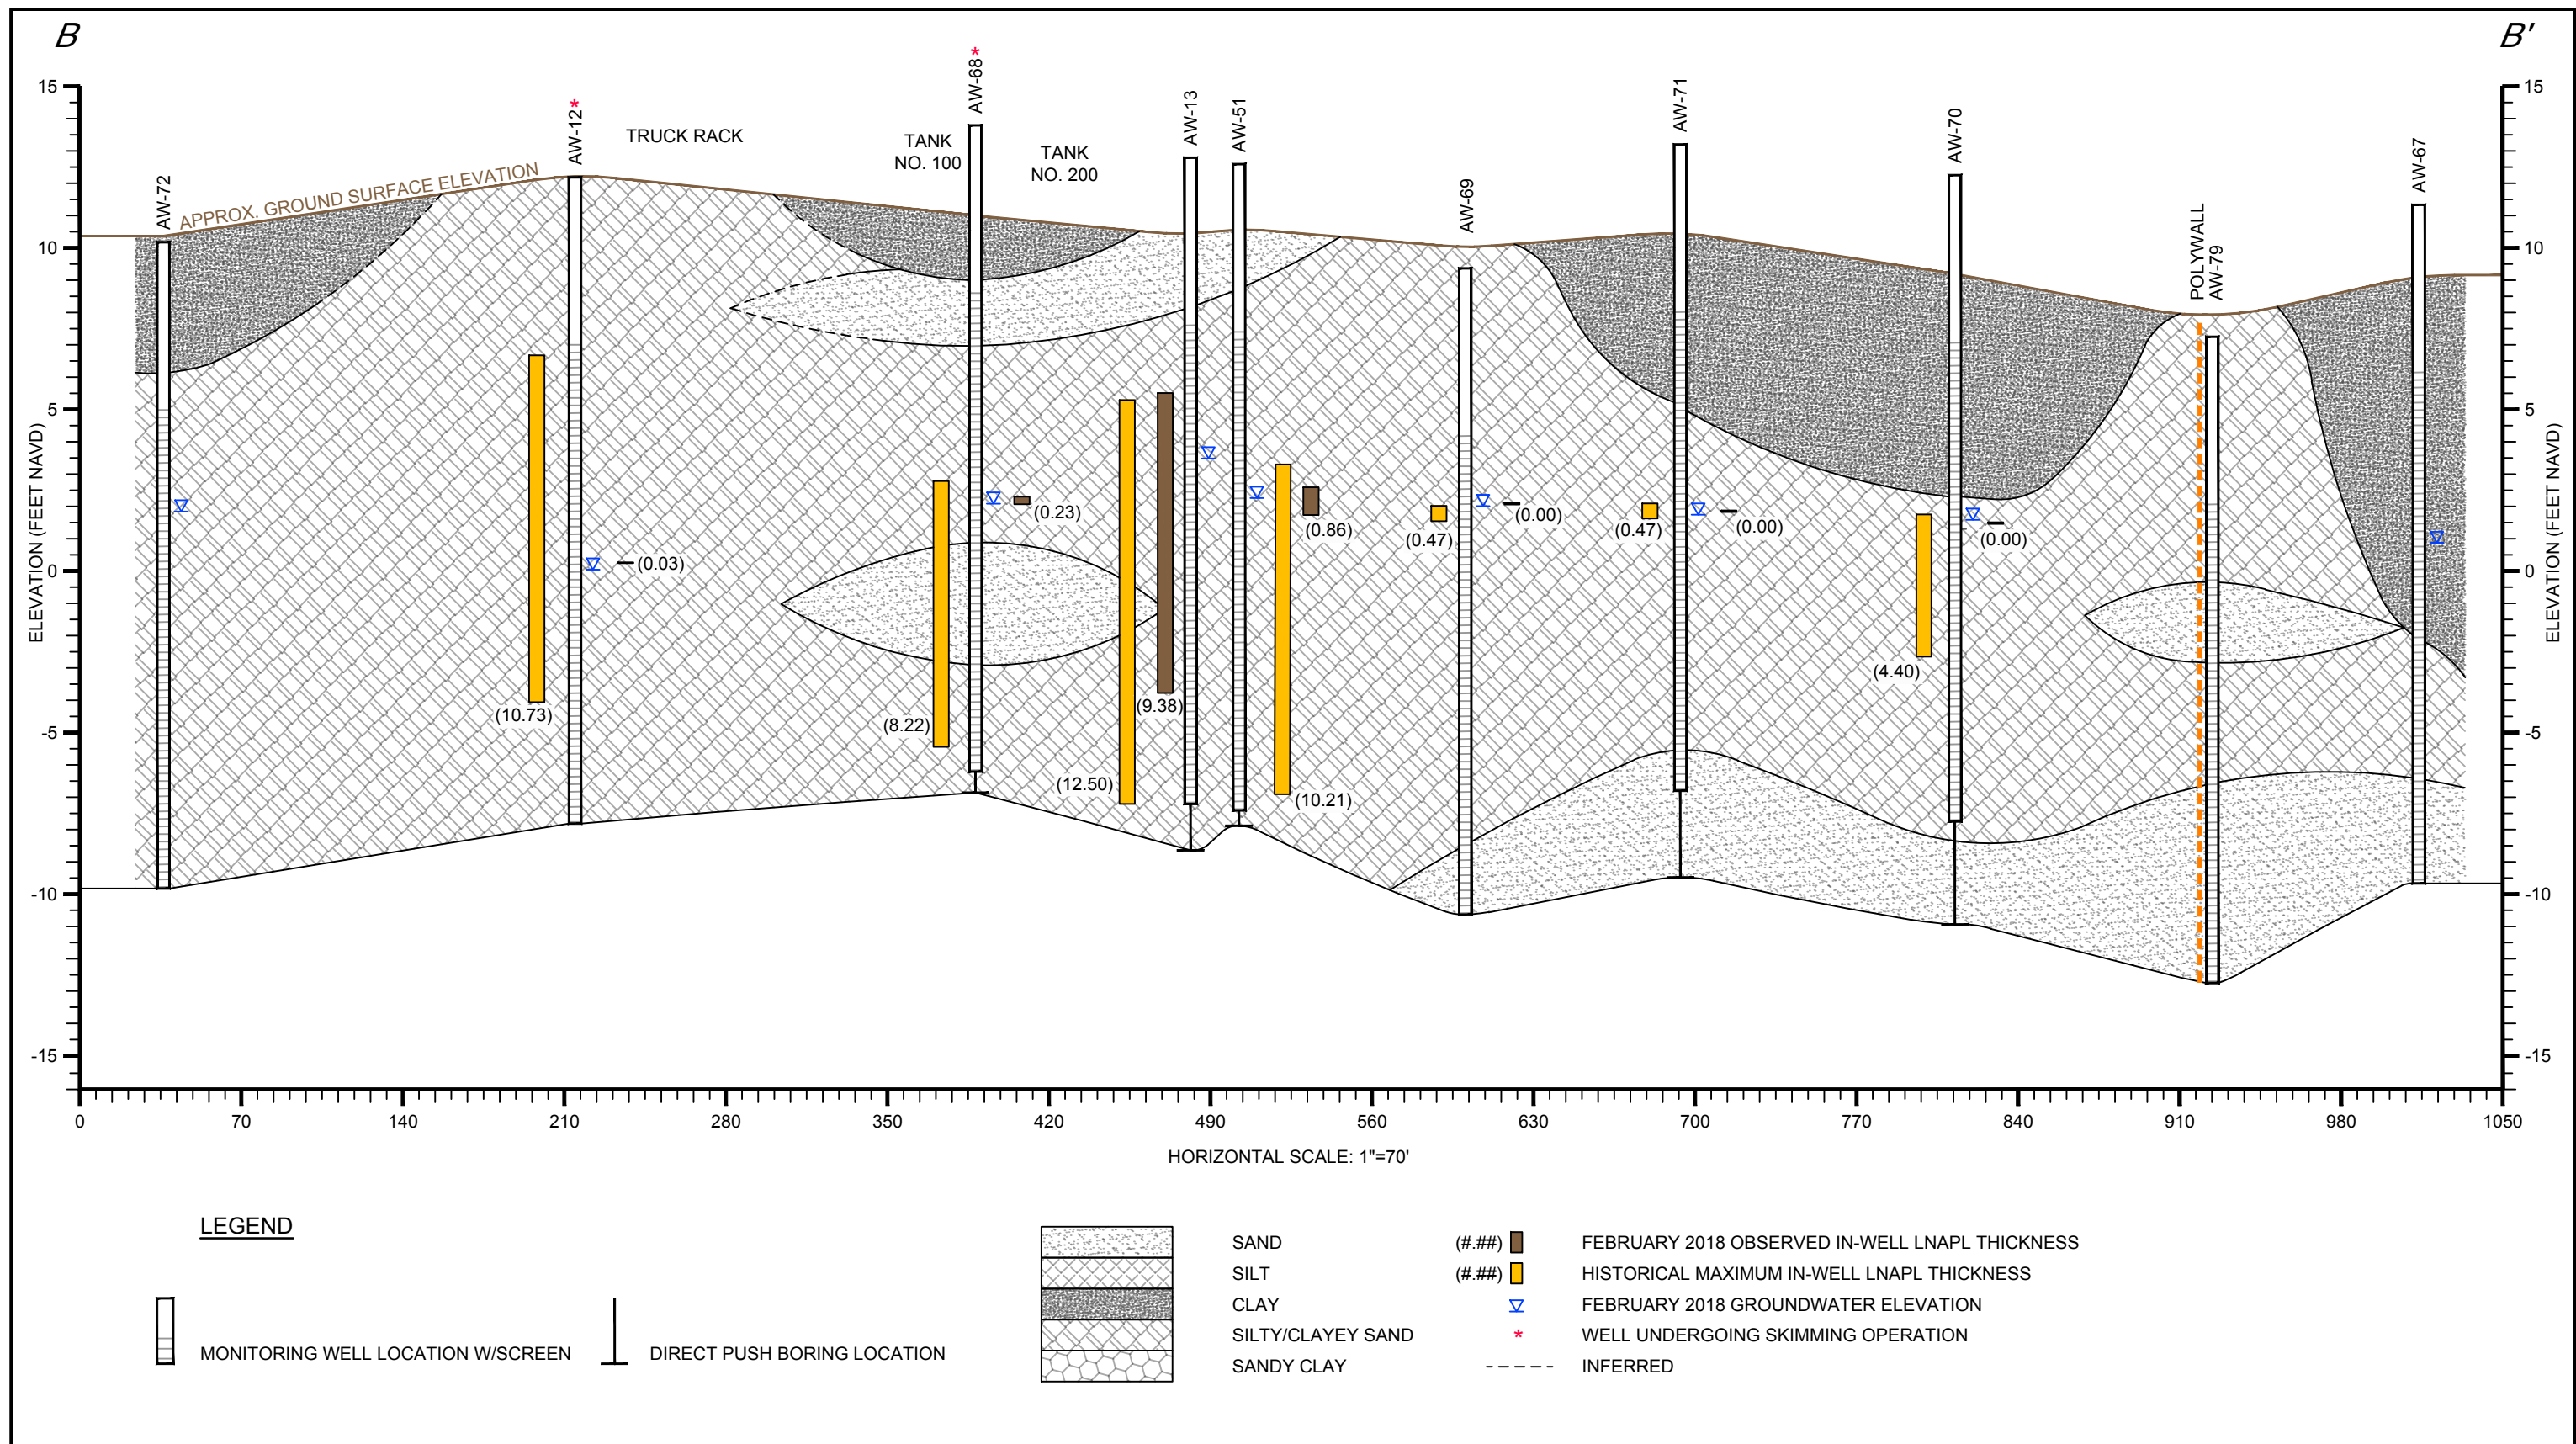 B
B'
AW-72
AW-12*
AW-68*
AW-13
AW-51
AW-69
AW-71
AW-70
POLYWALL
AW-79
AW-67
TRUCK RACK
TANK
NO. 100
TANK
NO. 200
APPROX. GROUND SURFACE ELEVATION
ELEVATION (FEET NAVD)
15
10
5
0
-5
-10
-15
(10.73)
(0.03)
(8.22)
(0.23)
(12.50)
(9.38)
(10.21)
(0.86)
(0.47)
(0.00)
(0.47)
(0.00)
(4.40)
(0.00)
15
10
5
0
-5
-10
-15
ELEVATION (FEET NAVD)
0 70 140 210 280 350 420 490 560 630 700 770 840 910 980 1050
HORIZONTAL SCALE: 1"=70'
LEGEND
MONITORING WELL LOCATION W/SCREEN
DIRECT PUSH BORING LOCATION
SAND
SILT
CLAY
SILTY/CLAYEY SAND
SANDY CLAY
(#.##) FEBRUARY 2018 OBSERVED IN-WELL LNAPL THICKNESS
(#.##) HISTORICAL MAXIMUM IN-WELL LNAPL THICKNESS
FEBRUARY 2018 GROUNDWATER ELEVATION
* WELL UNDERGOING SKIMMING OPERATION
INFERRED